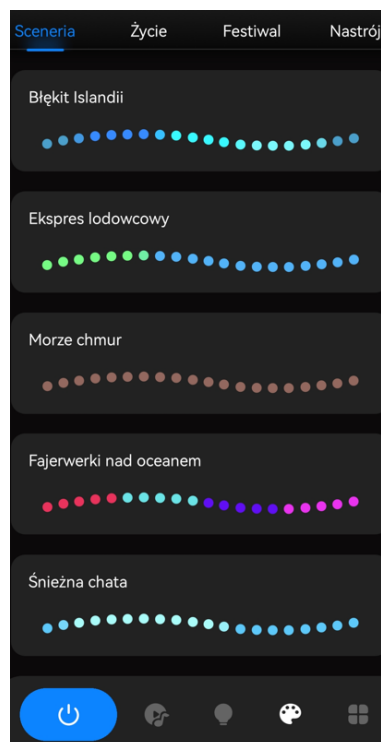 Sceneria Życie Festiwal Nastrój
Błękit Islandii
Ekspres lodowcowy
Morze chmur
Fajerwerki nad oceanem
Śnieżna chata